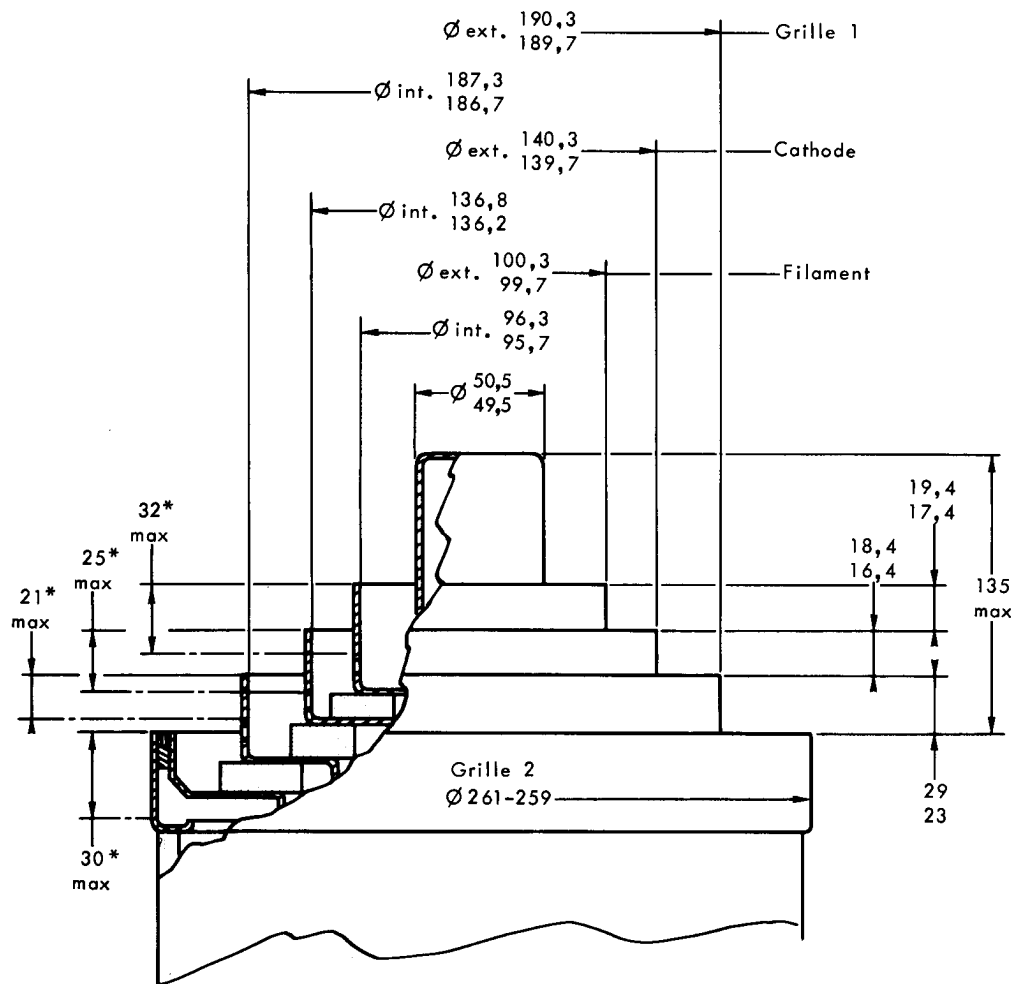 Ø ext. 190,3
189,7
Grille 1
Ø int. 187,3
186,7
Ø ext. 140,3
139,7
Cathode
Ø int. 136,8
136,2
Ø ext. 100,3
99,7
Filament
Ø int. 96,3
95,7
Ø 50,5
49,5
32*
max
25*
max
21*
max
19,4
17,4
18,4
16,4
135
max
Grille 2
Ø 261-259
29
23
30*
max